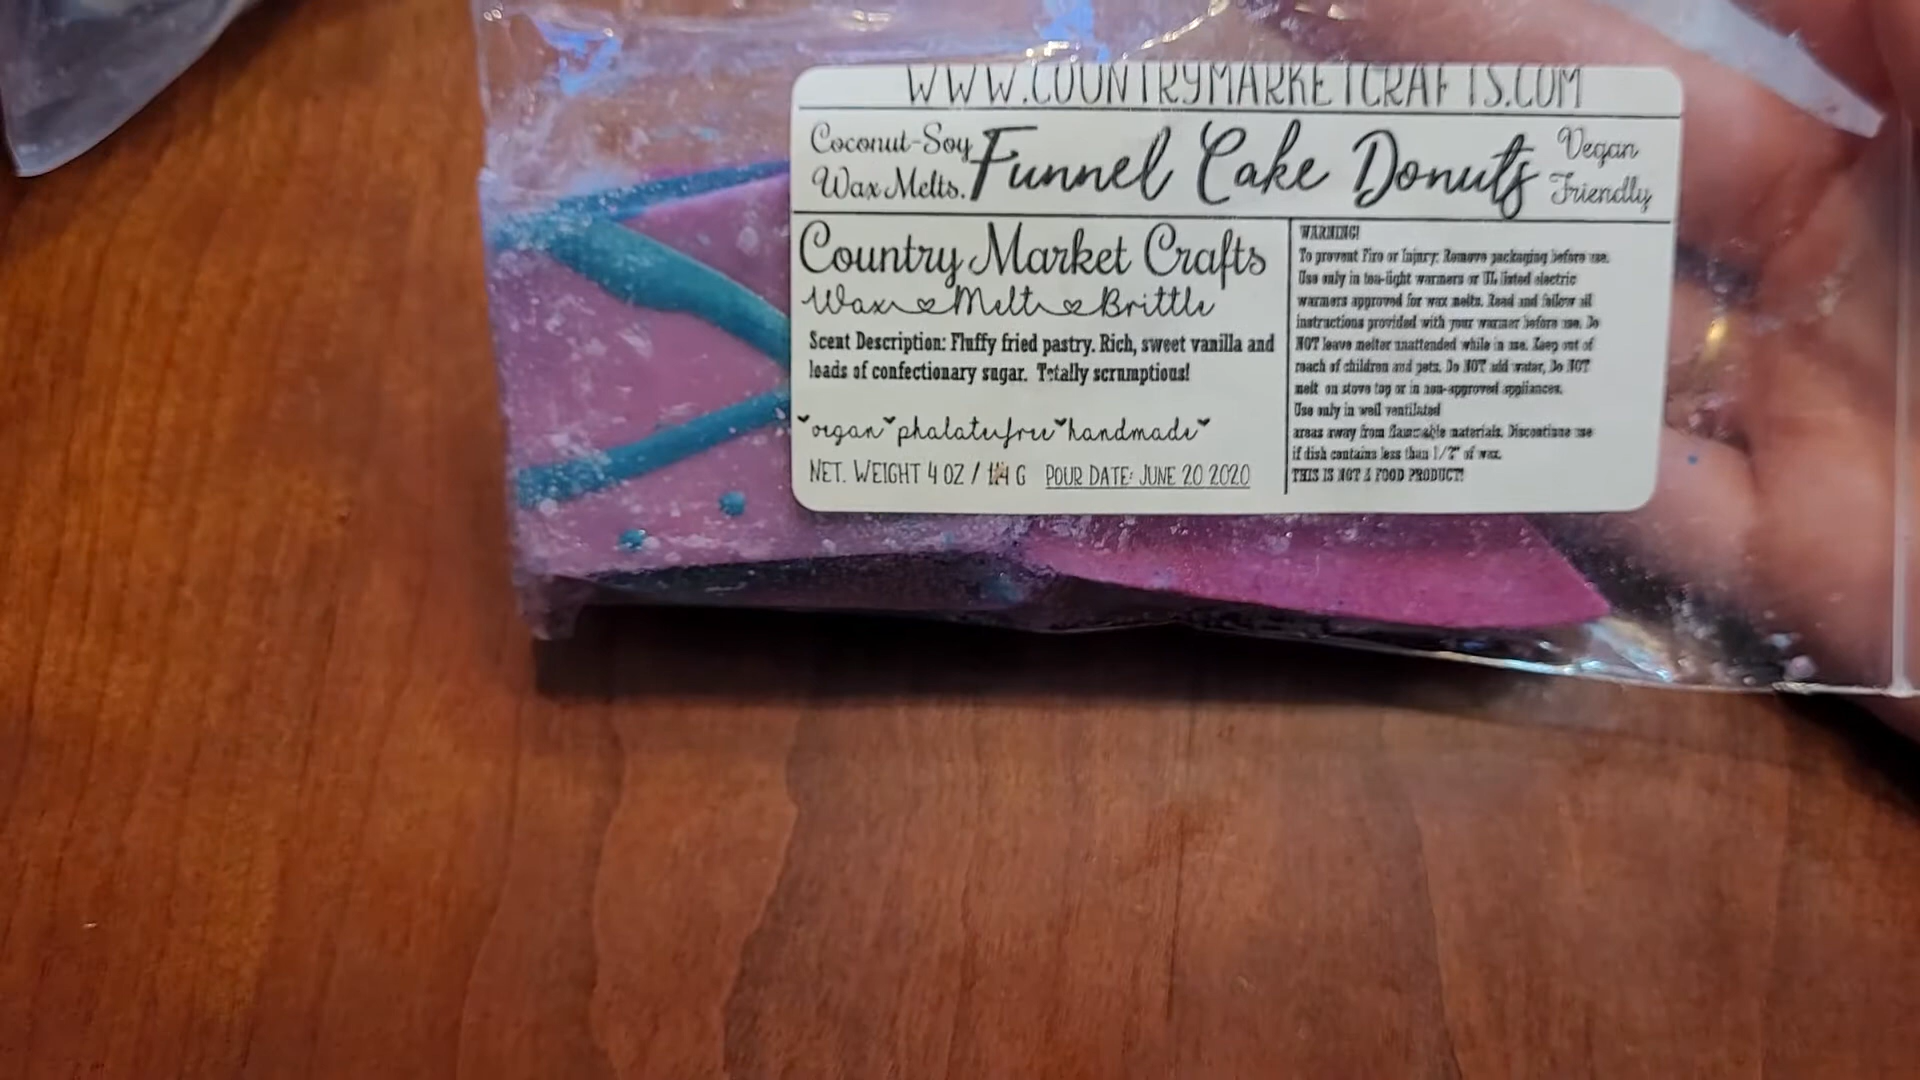 WWW.COUNTRYMARKETCRAFTS.COM
Coconut-Soy
Wax Melts.
Funnel Cake Donuts
Vegan
Friendly
Country Market Crafts
Wax Melt Brittle
Scent Description: Fluffy fried pastry. Rich, sweet vanilla and
loads of confectionary sugar. Totally scrumptious!
vegan phalatefree handmade
NET. WEIGHT 4 OZ / 114 G POUR DATE: JUNE 20 2020
WARNING!
To prevent Fire or Injury: Remove packaging before use.
Use only in tea-light warmers or UL listed electric
warmers approved for wax melts. Read and follow all
instructions provided with your warmer before use. Do
NOT leave melter unattended while in use. Keep out of
reach of children and pets. Do NOT add water, Do NOT
melt on stove top or in non-approved appliances.
Use only in well ventilated
areas away from flammable materials. Discontinue use
if dish contains less than 1/2" of wax.
THIS IS NOT A FOOD PRODUCT!